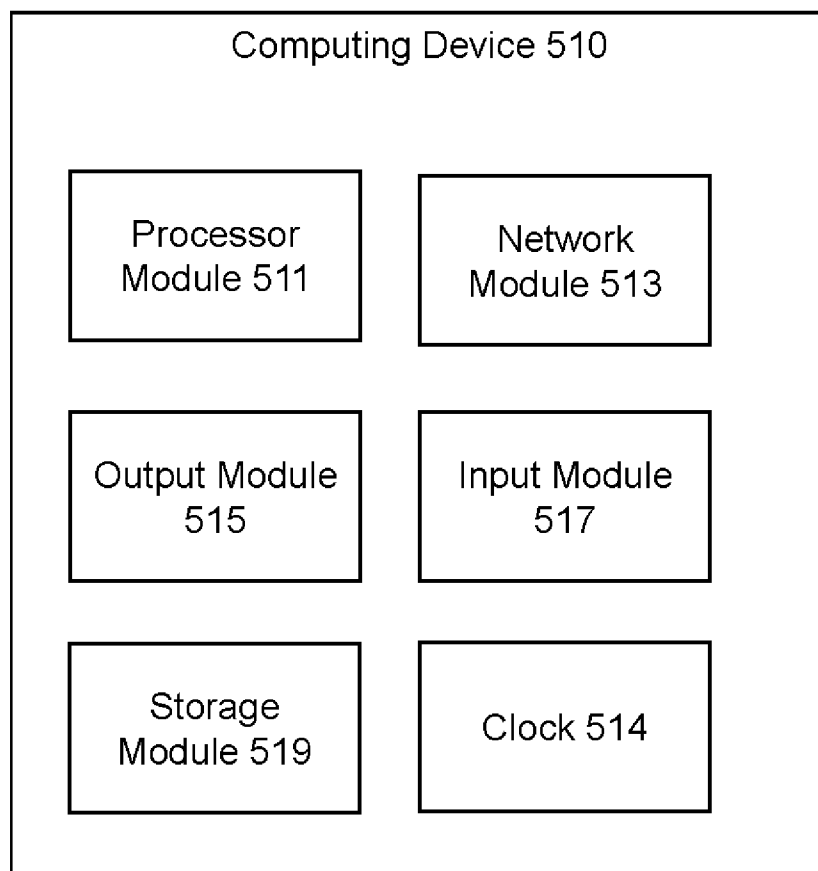 Computing Device 510
Processor
Module 511
Network
Module 513
Output Module
515
Input Module
517
Storage
Module 519
Clock 514